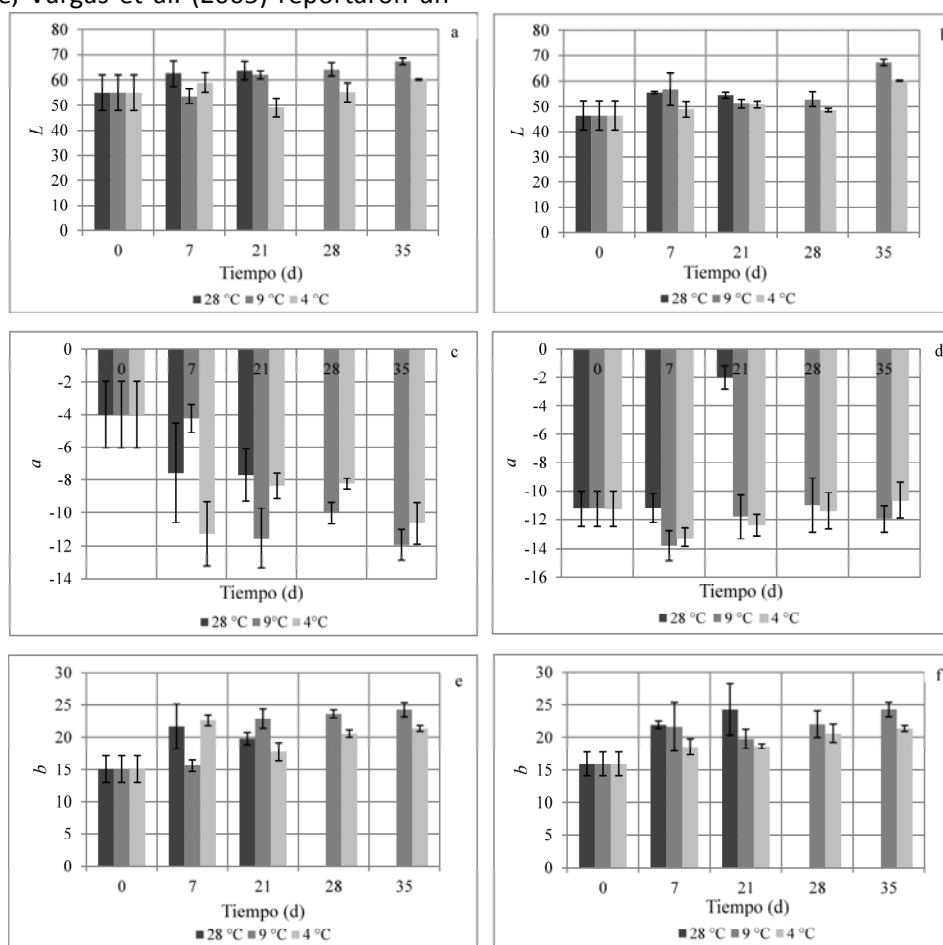 e, Vargas et al. (2005) reportaron un
a
80
70
60
50
40
30
20
10
0
L
0 7 21 28 35
Tiempo (d)
■ 28 °C ■ 9 °C ■ 4 °C
b
80
70
60
50
40
30
20
10
0
L
0 7 21 28 35
Tiempo (d)
■ 28 °C ■ 9 °C ■ 4 °C
c
0
-2
-4
-6
-8
-10
-12
-14
a
0 7 21 28 35
Tiempo (d)
■ 28 °C ■ 9°C ■ 4°C
d
0
-2
-4
-6
-8
-10
-12
-14
-16
a
0 7 21 28 35
Tiempo (d)
■ 28 °C ■ 9 °C ■ 4 °C
e
30
25
20
15
10
5
0
b
0 7 21 28 35
Tiempo (d)
■ 28 °C ■ 9 °C ■ 4 °C
f
30
25
20
15
10
5
0
b
0 7 21 28 35
Tiempo (d)
■ 28 °C ■ 9 °C ■ 4 °C